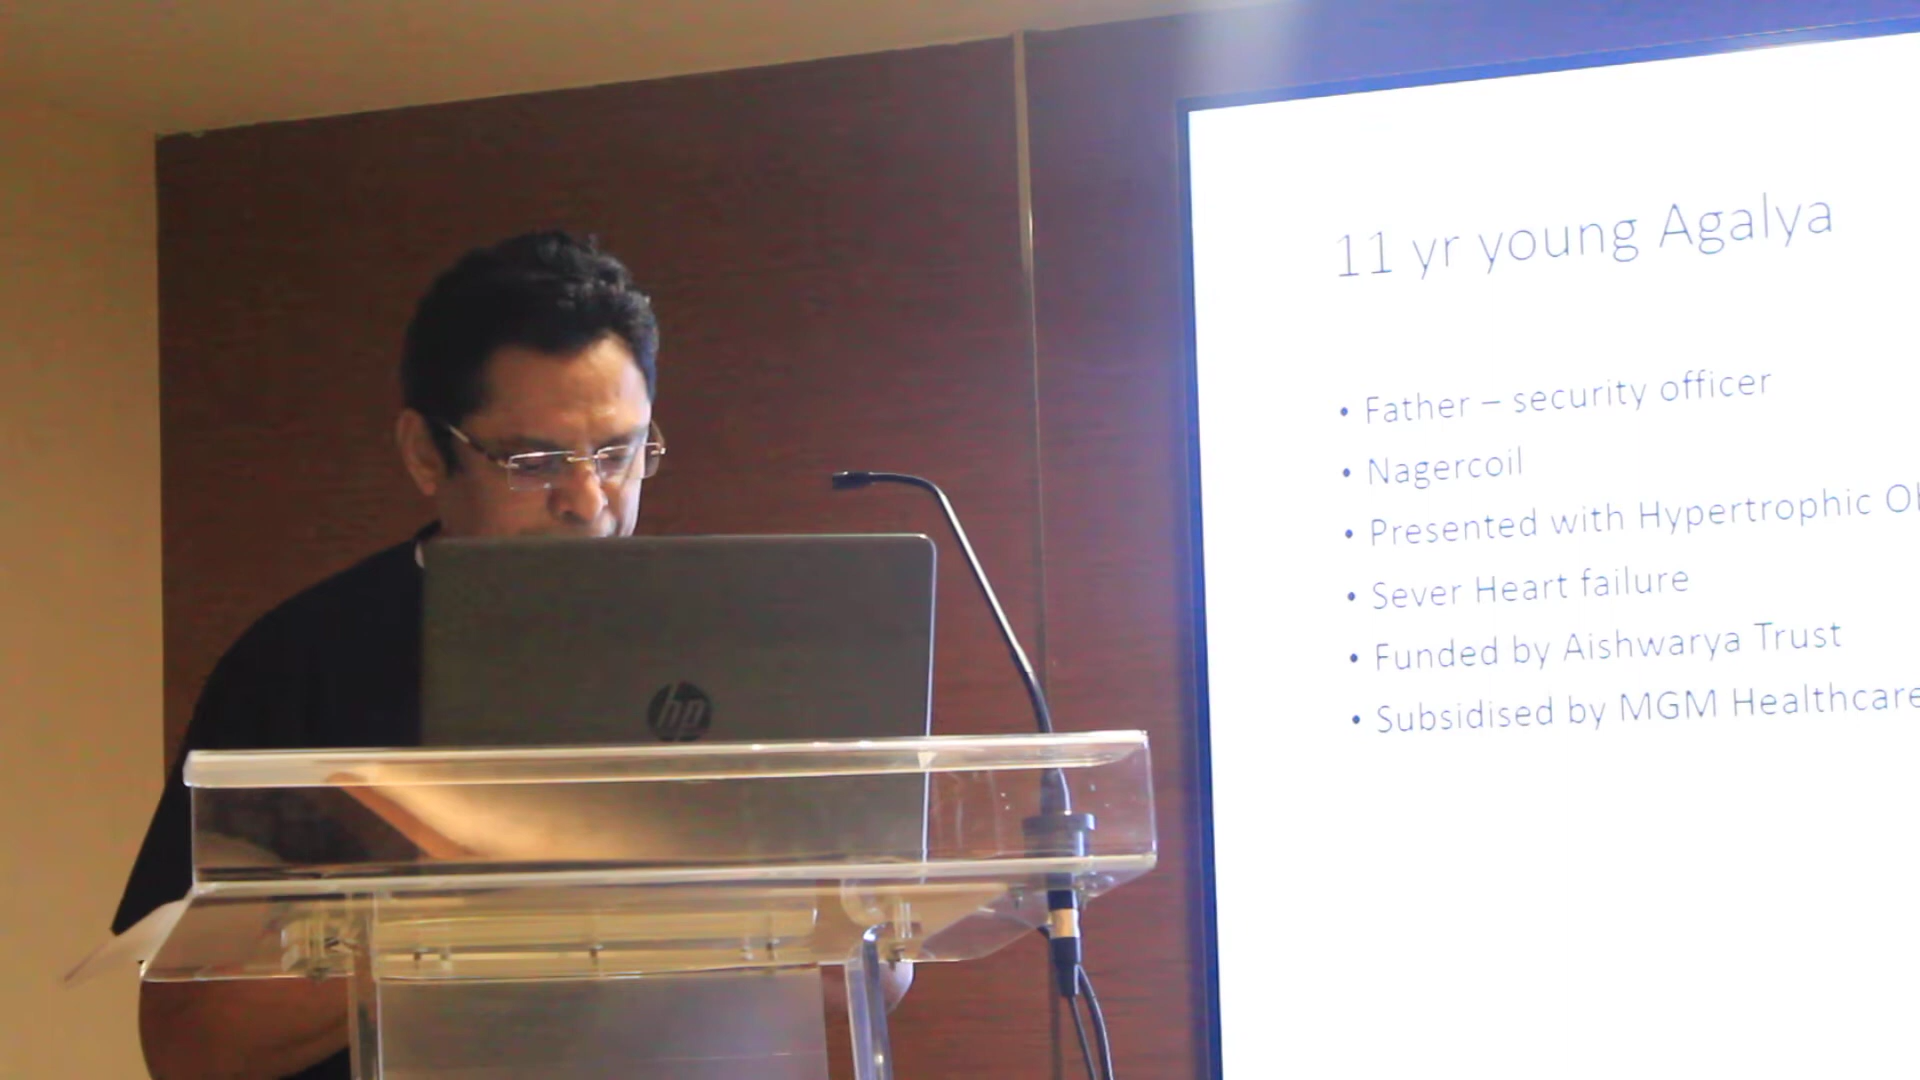 11 yr young Agalya
• Father – security officer
• Nagercoil
• Presented with Hypertrophic
• Sever Heart failure
• Funded by Aishwarya Trust
• Subsidised by MGM Healthcare
hp